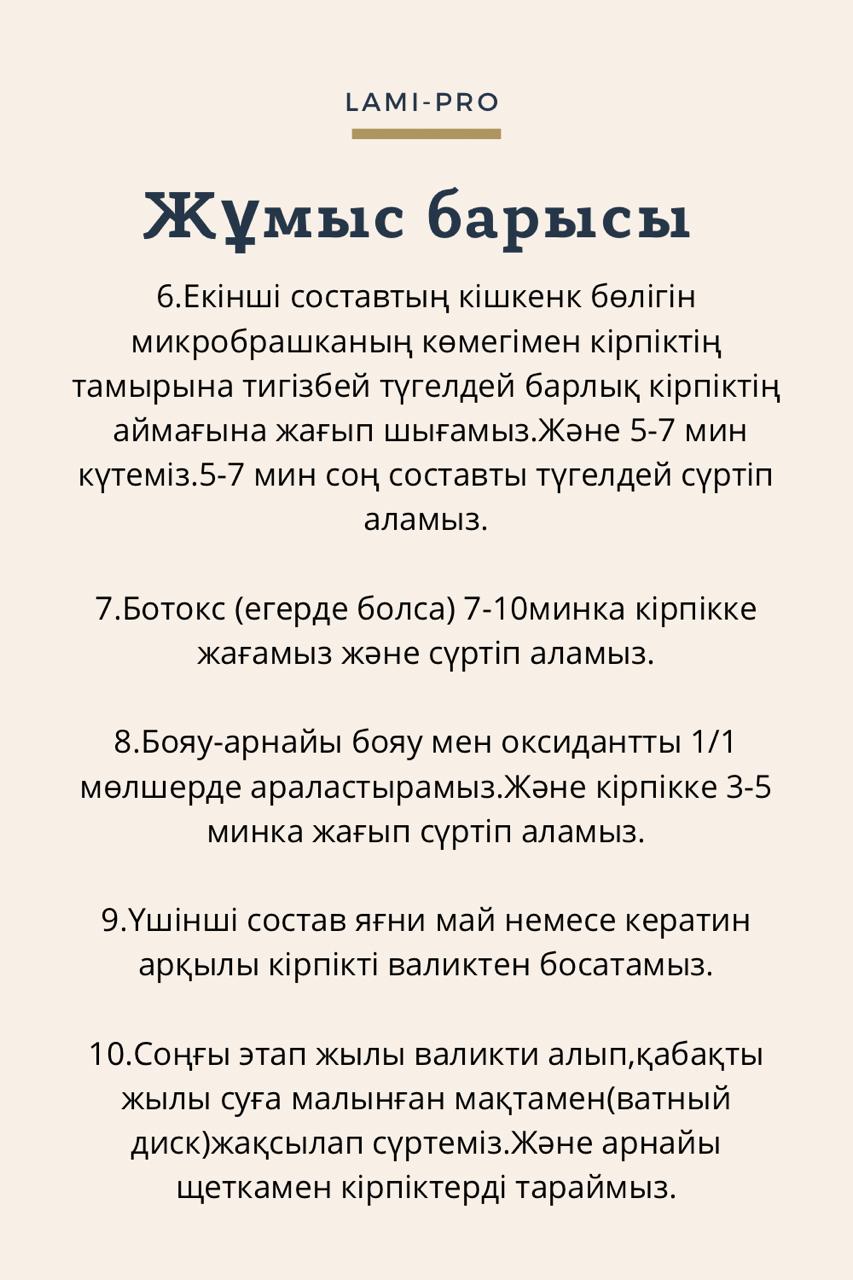 LAMI-PRO
Жұмыс барысы
6.Екінші составтың кішкенк бөлігін
микробрашканың көмегімен кірпіктің
тамырына тигізбей түгелдей барлық кірпіктің
аймағына жағып шығамыз.Және 5-7 мин
күтеміз.5-7 мин соң составты түгелдей сүртіп
аламыз.
7.Ботокс (егерде болса) 7-10минка кірпікке
жағамыз және сүртіп аламыз.
8.Бояу-арнайы бояу мен оксидантты 1/1
мөлшерде араластырамыз.Және кірпікке 3-5
минка жағып сүртіп аламыз.
9.Үшінші состав яғни май немесе кератин
арқылы кірпікті валиктен босатамыз.
10.Соңғы этап жылы валикти алып,қабақты
жылы суға малынған мақтамен(ватный
диск)жақсылап сүртеміз.Және арнайы
щеткамен кірпіктерді тараймыз.